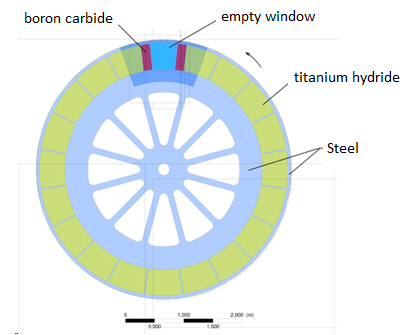 boron carbide
empty window
titanium hydride
Steel
0 1.000 2.000 (m)
0.500 1.500